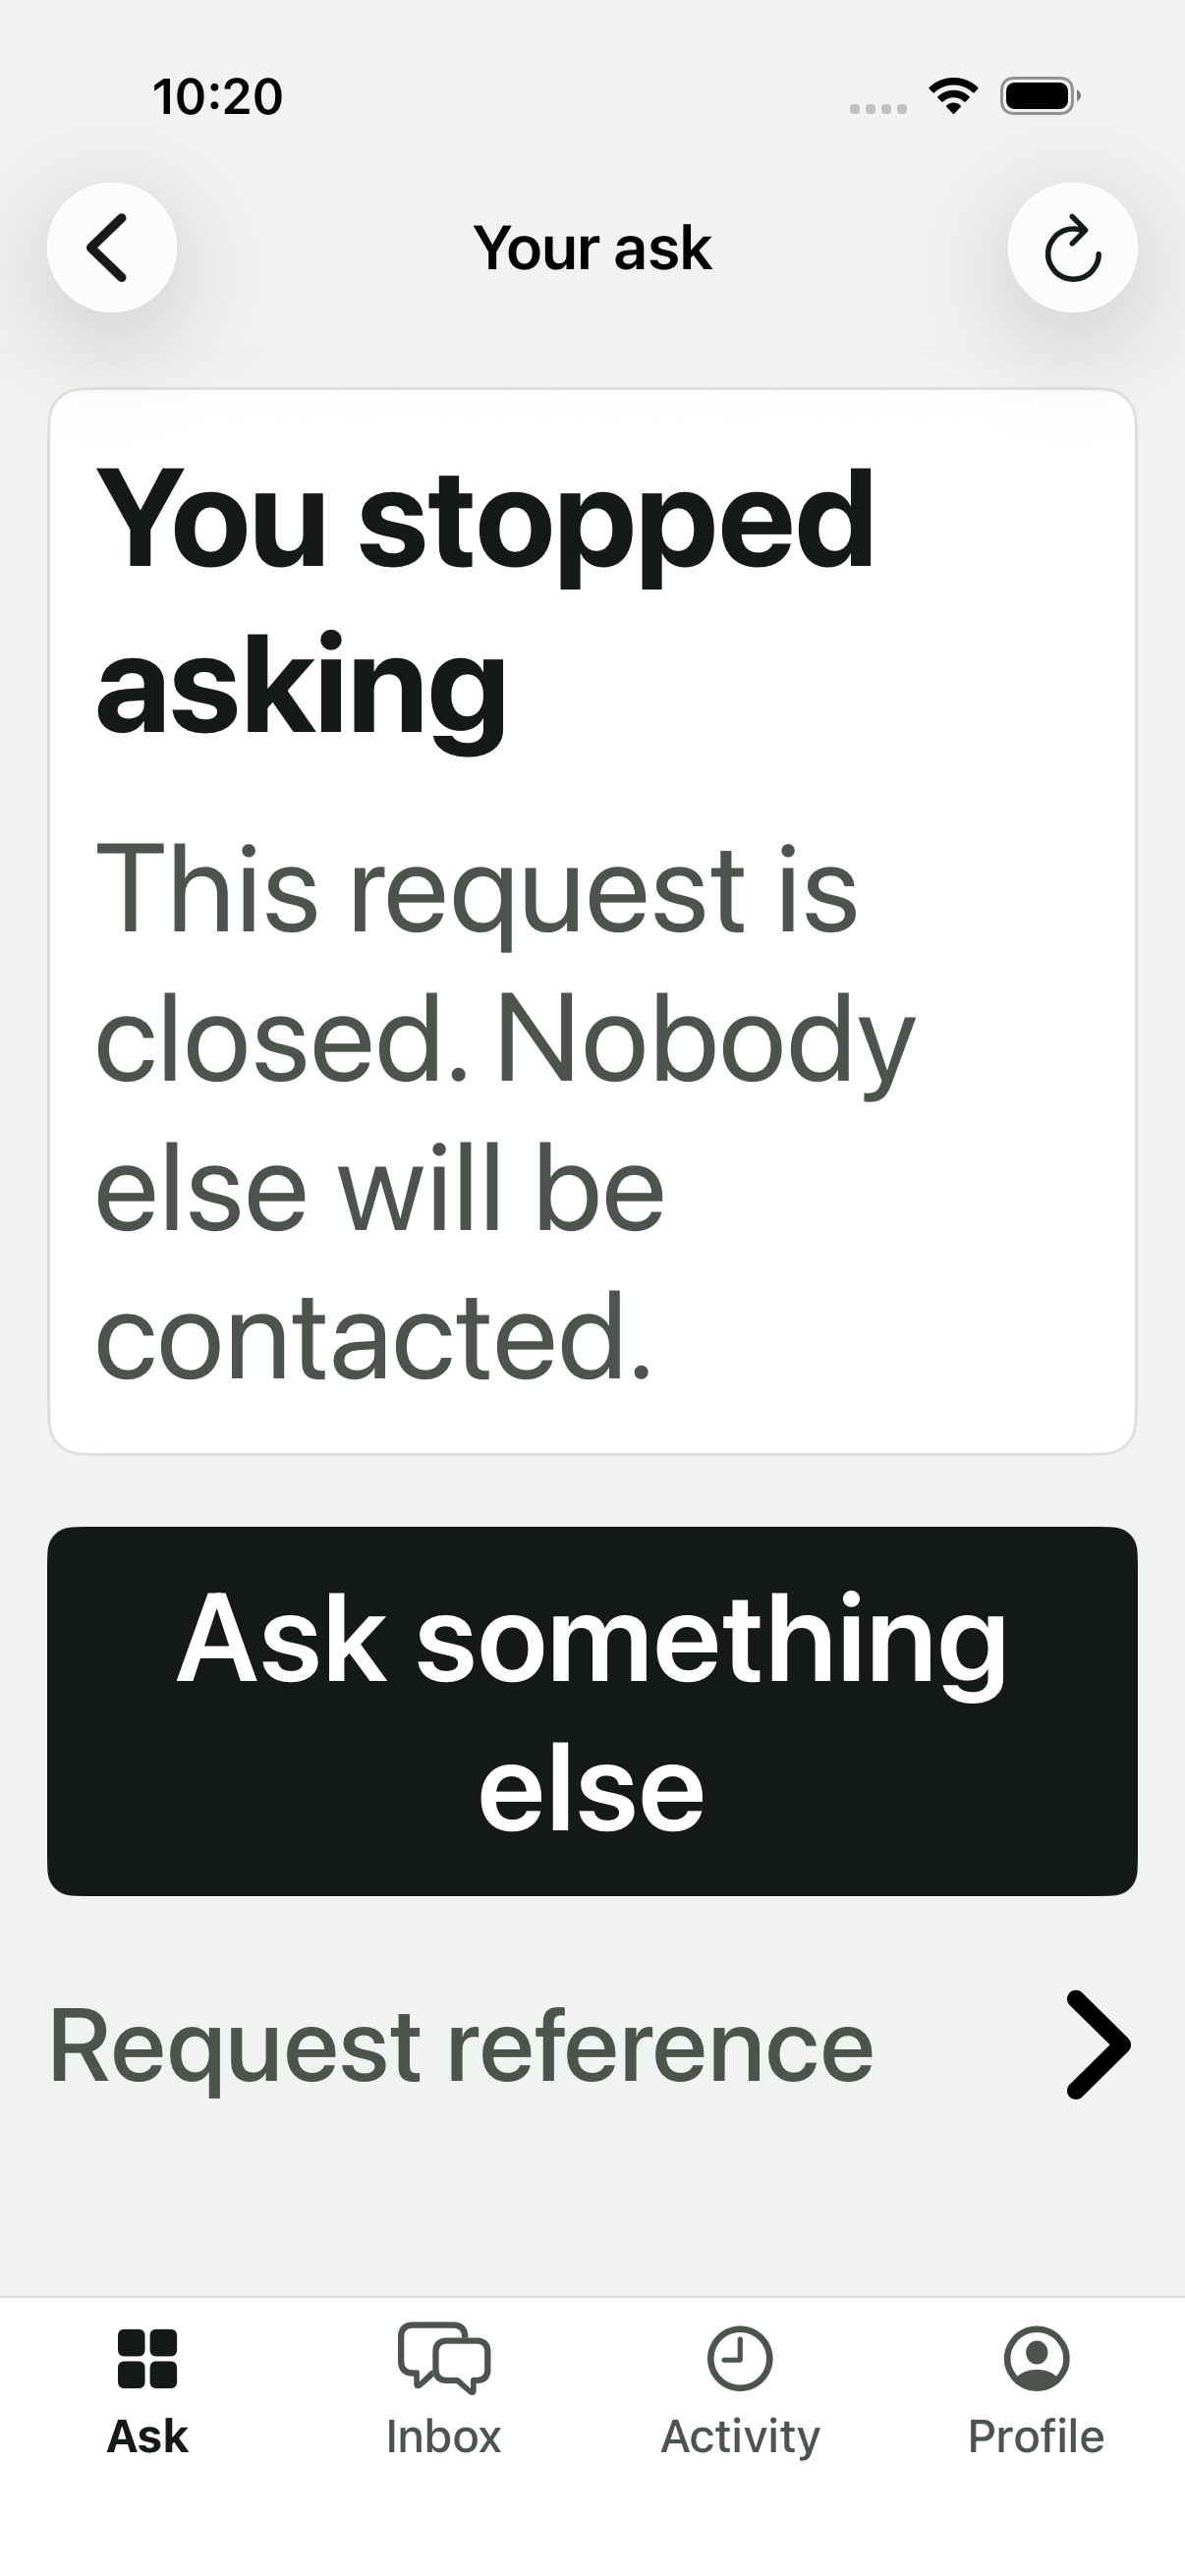 10:20
Your ask
You stopped
asking
This request is
closed. Nobody
else will be
contacted.
Ask something
else
Request reference
Ask
Inbox
Activity
Profile